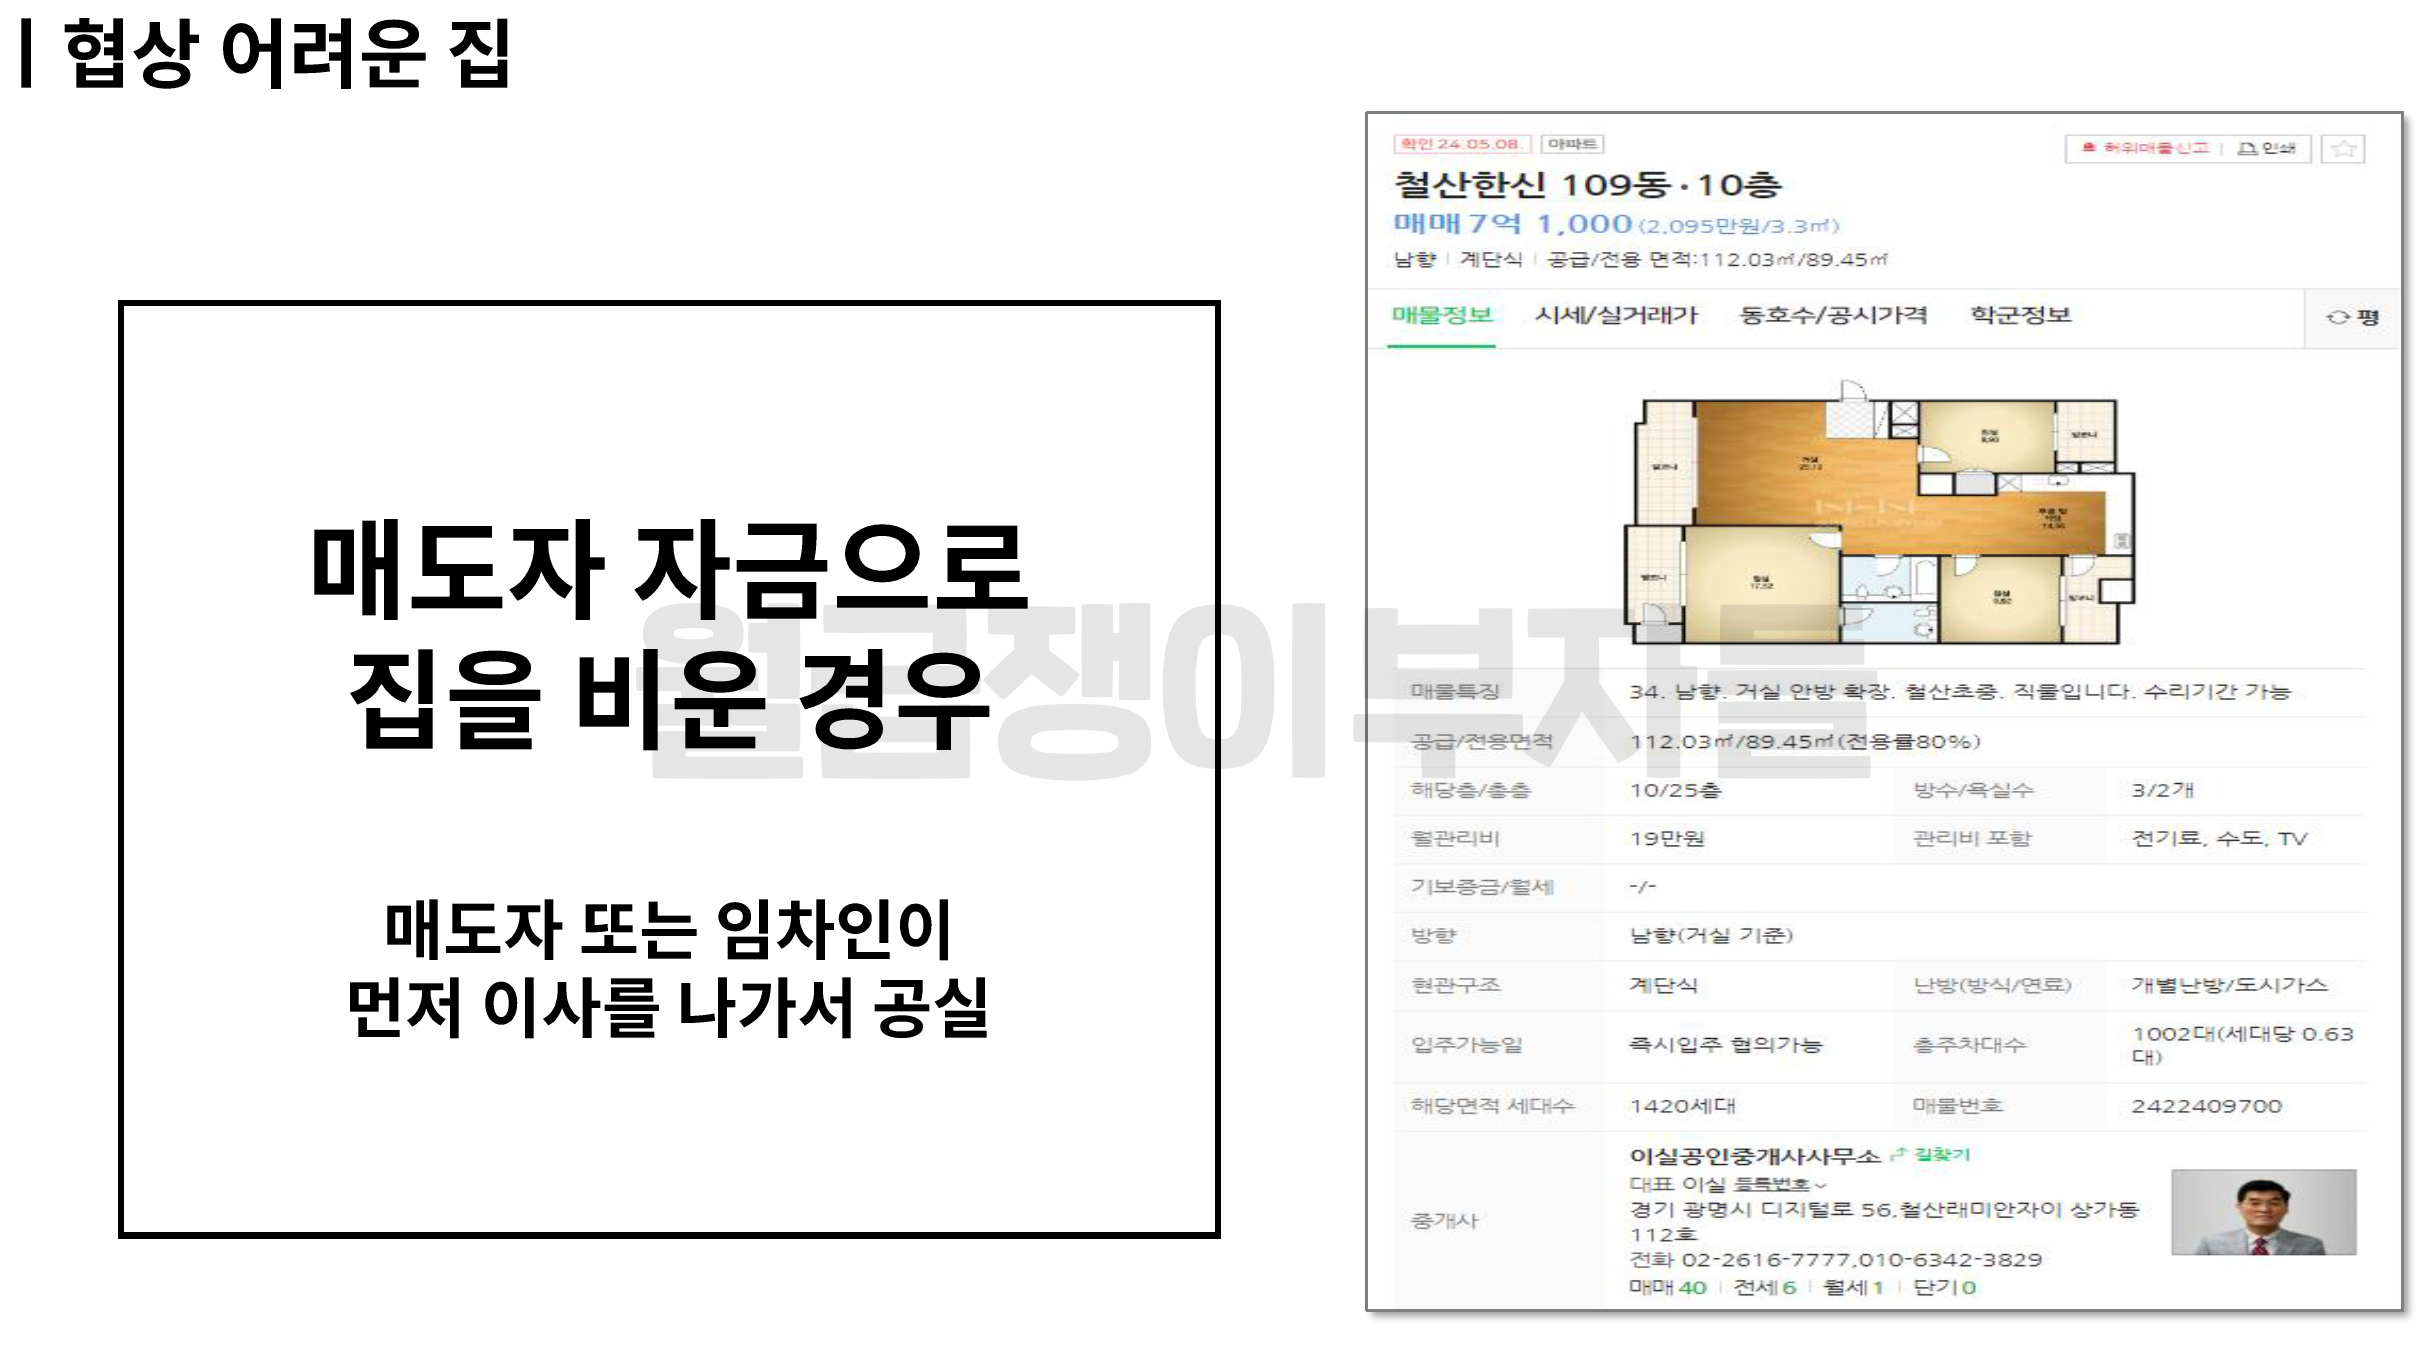 | 협상 어려운 집
매도자 자금으로
집을 비운 경우
매도자 또는 임차인이
먼저 이사를 나가서 공실
월급쟁이부자들
확인 24.05.08. 아파트
허위매물신고 | 인쇄
철산한신 109동·10층
매매 7억 1,000 (2,095만원/3.3㎡)
남향 | 계단식 | 공급/전용 면적:112.03㎡/89.45㎡
매물정보 시세/실거래가 동호수/공시가격 학군정보 평
매물특징 34. 남향. 거실 안방 확장. 철산초중. 직물입니다. 수리기간 가능
공급/전용면적 112.03㎡/89.45㎡(전용률80%)
해당층/총층 10/25층 방수/욕실수 3/2개
월관리비 19만원 관리비 포함 전기료, 수도, TV
기보증금/월세 -/-
방향 남향(거실 기준)
현관구조 계단식 난방(방식/연료) 개별난방/도시가스
입주가능일 즉시입주 협의가능 총주차대수 1002대(세대당 0.63
대)
해당면적 세대수 1420세대 매물번호 2422409700
중개사
이실공인중개사사무소 길찾기
대표 이실 등록번호
경기 광명시 디지털로 56,철산래미안자이 상가동
112호
전화 02-2616-7777,010-6342-3829
매매 40 | 전세 6 | 월세 1 | 단기 0